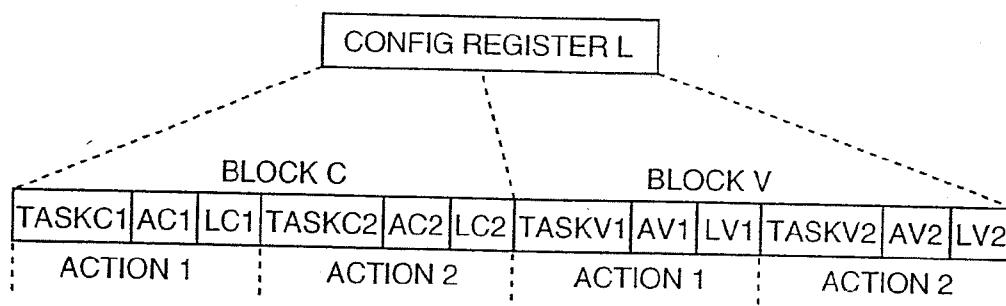 CONFIG REGISTER L
BLOCK C BLOCK V
TASKC1 AC1 LC1 TASKC2 AC2 LC2 TASKV1 AV1 LV1 TASKV2 AV2 LV2
ACTION 1 ACTION 2 ACTION 1 ACTION 2